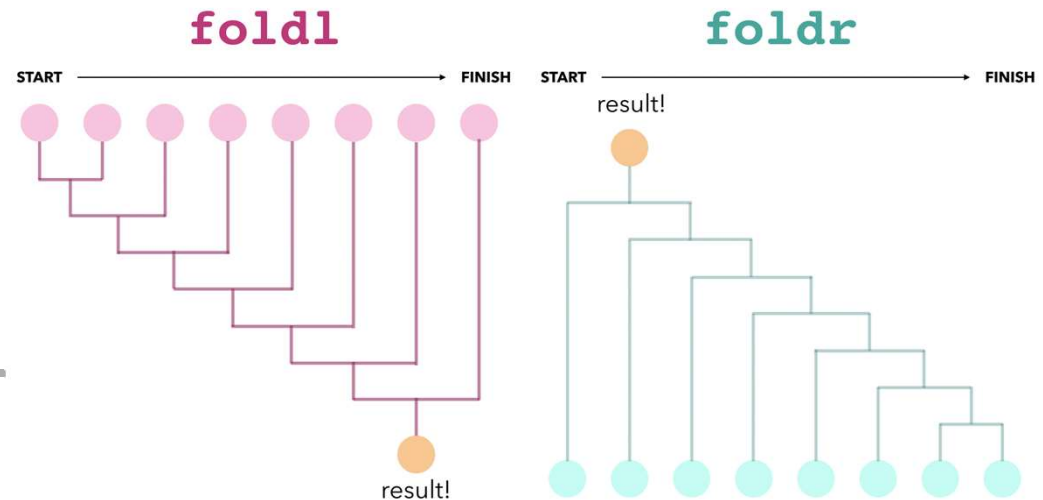 foldl
START FINISH
result!
foldr
START FINISH
result!